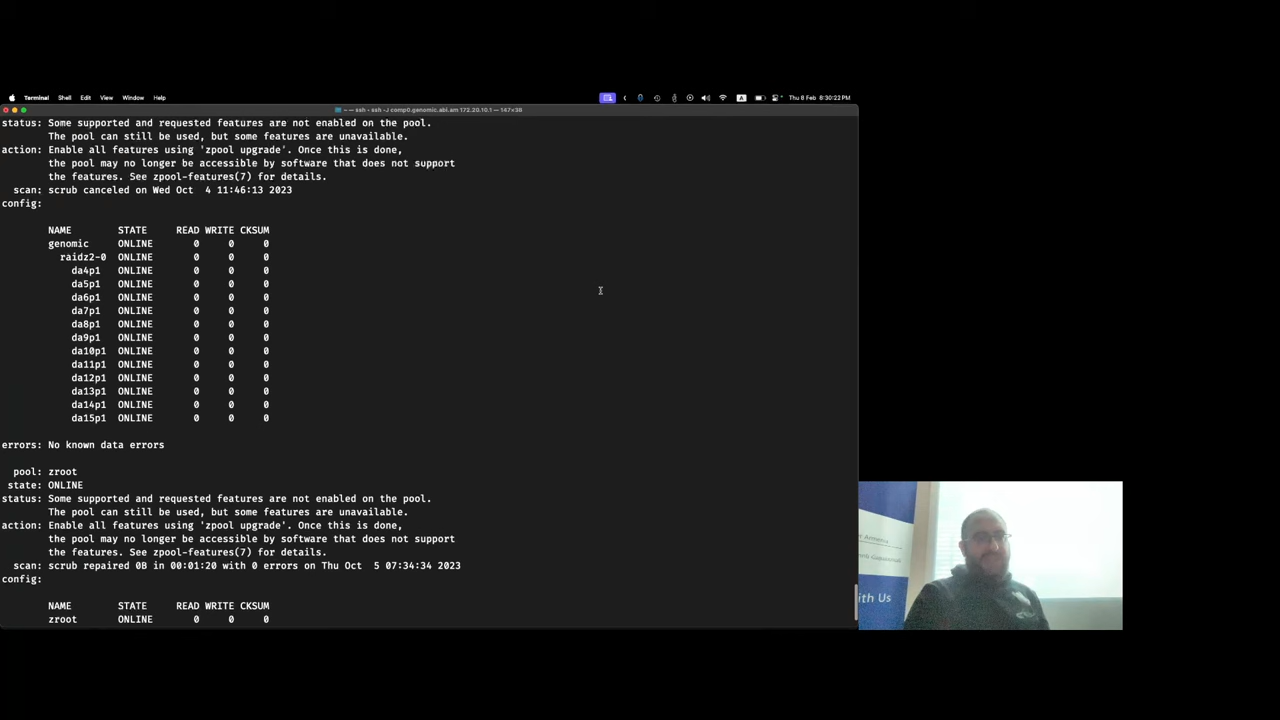 Terminal Shell Edit View Window Help
Thu 8 Feb 8:30:22 PM
~ — ssh • ssh -J comp0.genomic.abi.am 172.20.10.1 — 147×38
status: Some supported and requested features are not enabled on the pool.
The pool can still be used, but some features are unavailable.
action: Enable all features using 'zpool upgrade'. Once this is done,
the pool may no longer be accessible by software that does not support
the features. See zpool-features(7) for details.
scan: scrub canceled on Wed Oct  4 11:46:13 2023
config:
NAME STATE READ WRITE CKSUM
genomic ONLINE 0 0 0
raidz2-0 ONLINE 0 0 0
da4p1 ONLINE 0 0 0
da5p1 ONLINE 0 0 0
da6p1 ONLINE 0 0 0
da7p1 ONLINE 0 0 0
da8p1 ONLINE 0 0 0
da9p1 ONLINE 0 0 0
da10p1 ONLINE 0 0 0
da11p1 ONLINE 0 0 0
da12p1 ONLINE 0 0 0
da13p1 ONLINE 0 0 0
da14p1 ONLINE 0 0 0
da15p1 ONLINE 0 0 0
errors: No known data errors
pool: zroot
state: ONLINE
status: Some supported and requested features are not enabled on the pool.
The pool can still be used, but some features are unavailable.
action: Enable all features using 'zpool upgrade'. Once this is done,
the pool may no longer be accessible by software that does not support
the features. See zpool-features(7) for details.
scan: scrub repaired 0B in 00:01:20 with 0 errors on Thu Oct  5 07:34:34 2023
config:
NAME STATE READ WRITE CKSUM
zroot ONLINE 0 0 0
Armenia
ith Us